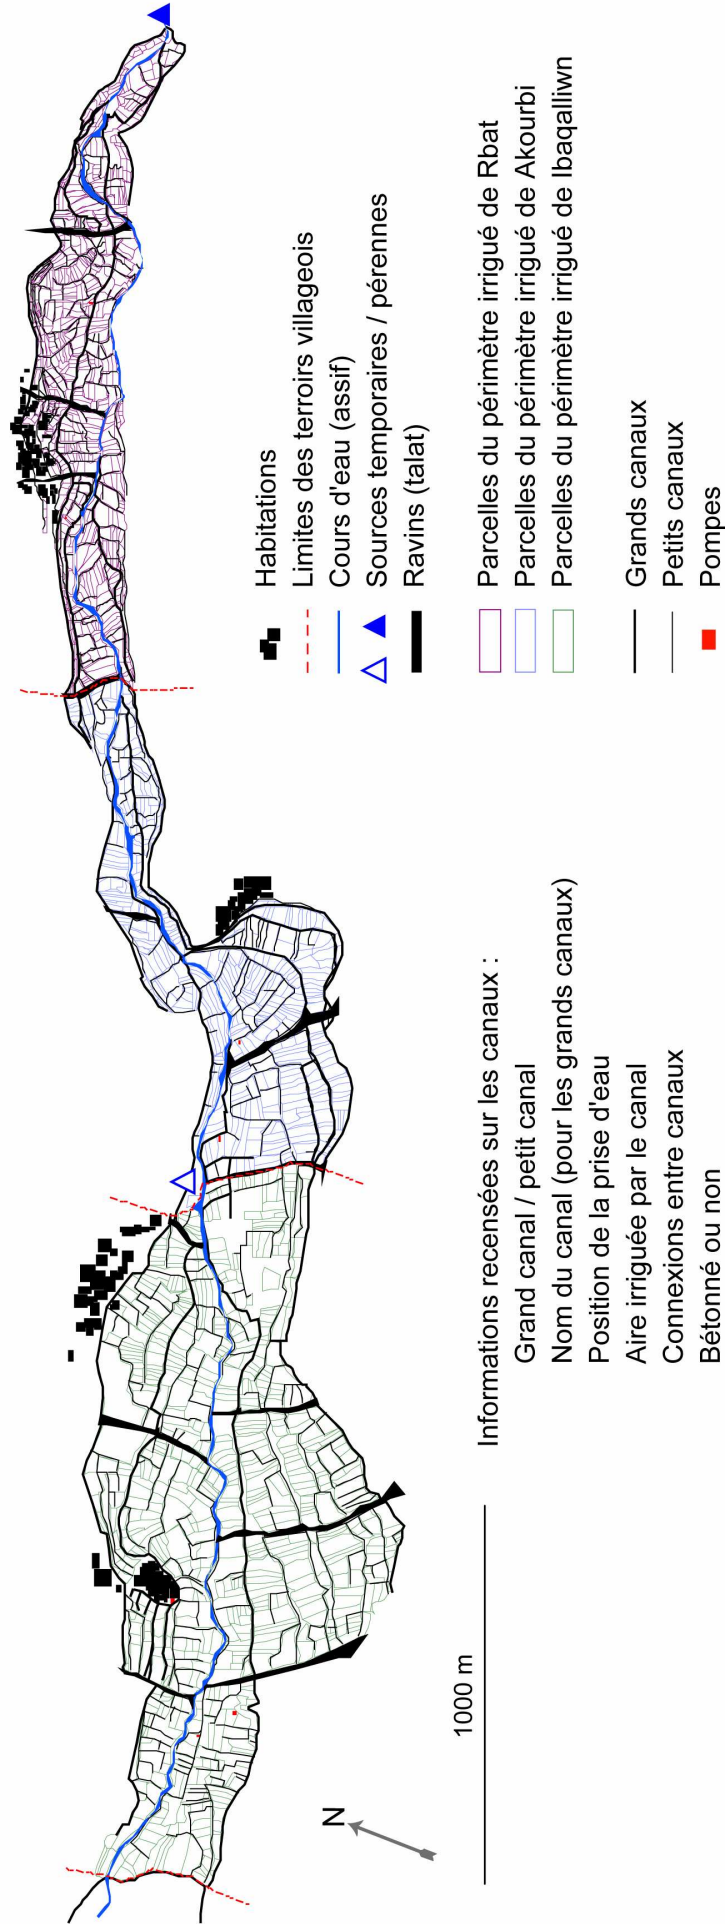 Habitations
Limites des terroirs villageois
Cours d'eau (assif)
Sources temporaires / pérennes
Ravins (talat)
Parcelles du périmètre irrigué de Rbat
Parcelles du périmètre irrigué de Akourbi
Parcelles du périmètre irrigué de Ibaqalliwn
Grands canaux
Petits canaux
Pompes
Informations recensées sur les canaux :
Grand canal / petit canal
Nom du canal (pour les grands canaux)
Position de la prise d'eau
Aire irriguée par le canal
Connexions entre canaux
Bétonné ou non
1000 m
N